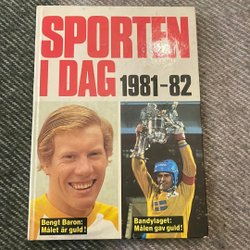 SPORTEN
I DAG 1981-82
Bengt Baron:
Målet är guld!
Bandylaget:
Målen gav guld!